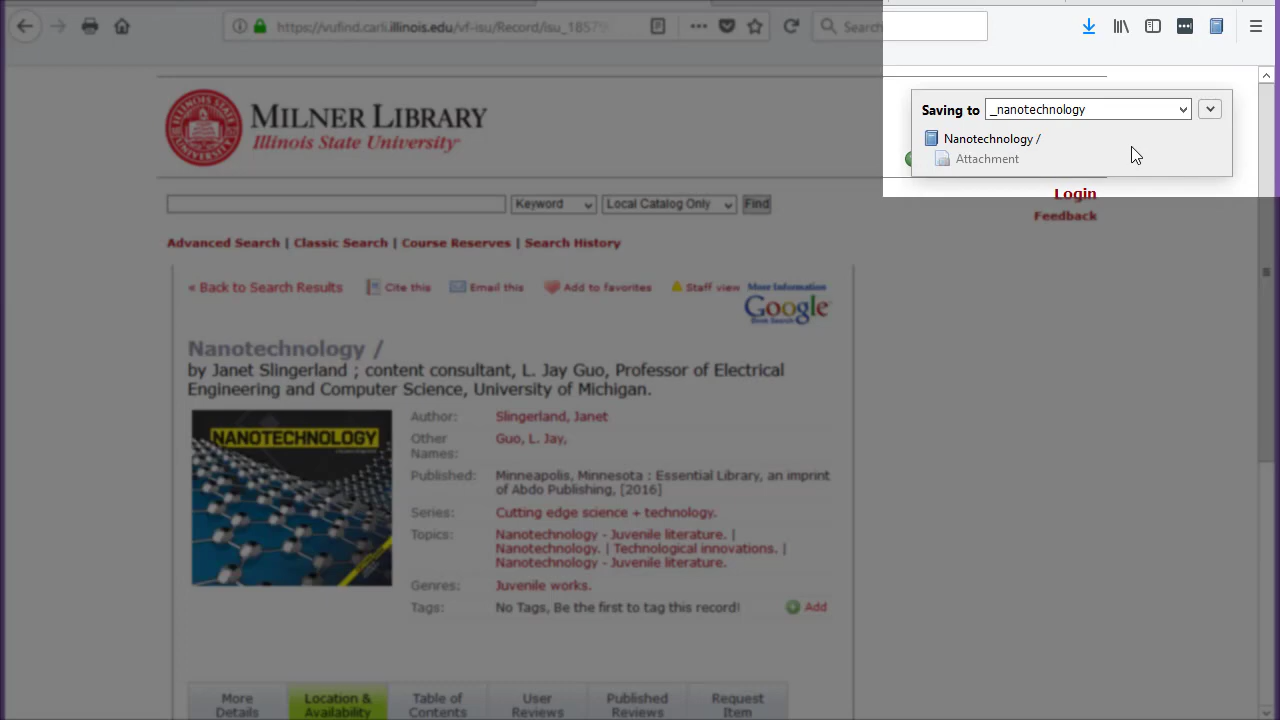 https://vufind.carli.illinois.edu/vf-isu/Record/isu_1857
Search
MILNER LIBRARY
Illinois State University
Saving to _nanotechnology
Nanotechnology /
Attachment
Login
Feedback
Keyword Local Catalog Only Find
Advanced Search | Classic Search | Course Reserves | Search History
« Back to Search Results Cite this Email this Add to favorites Staff view More Information
Google
Book Search
Nanotechnology /
by Janet Slingerland ; content consultant, L. Jay Guo, Professor of Electrical
Engineering and Computer Science, University of Michigan.
NANOTECHNOLOGY
Author: Slingerland, Janet
Other Guo, L. Jay,
Names:
Published: Minneapolis, Minnesota : Essential Library, an imprint
of Abdo Publishing, [2016]
Series: Cutting edge science + technology.
Topics: Nanotechnology - Juvenile literature. |
Nanotechnology. | Technological innovations. |
Nanotechnology - Juvenile literature.
Genres: Juvenile works.
Tags: No Tags, Be the first to tag this record! Add
More Details
Location & Availability
Table of Contents
User Reviews
Published Reviews
Request Item